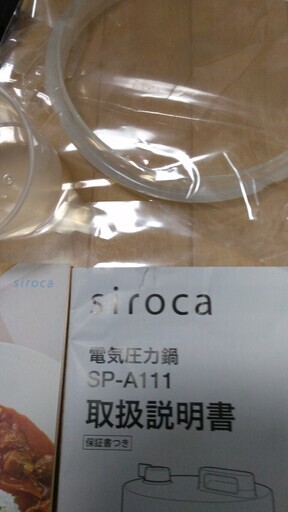 siroca
siroca
電気圧力鍋
SP-A111
取扱説明書
保証書つき